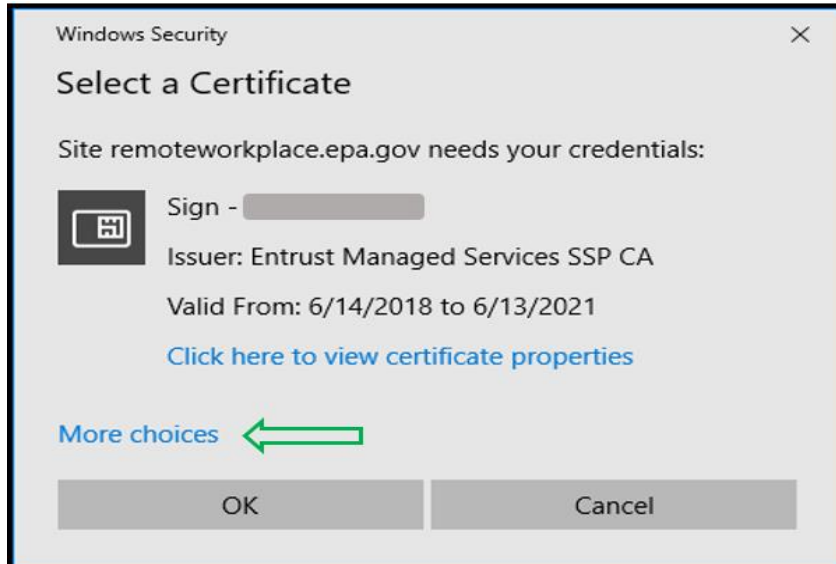 Windows Security
Select a Certificate
Site remoteworkplace.epa.gov needs your credentials:
Sign -
Issuer: Entrust Managed Services SSP CA
Valid From: 6/14/2018 to 6/13/2021
Click here to view certificate properties
More choices
OK
Cancel